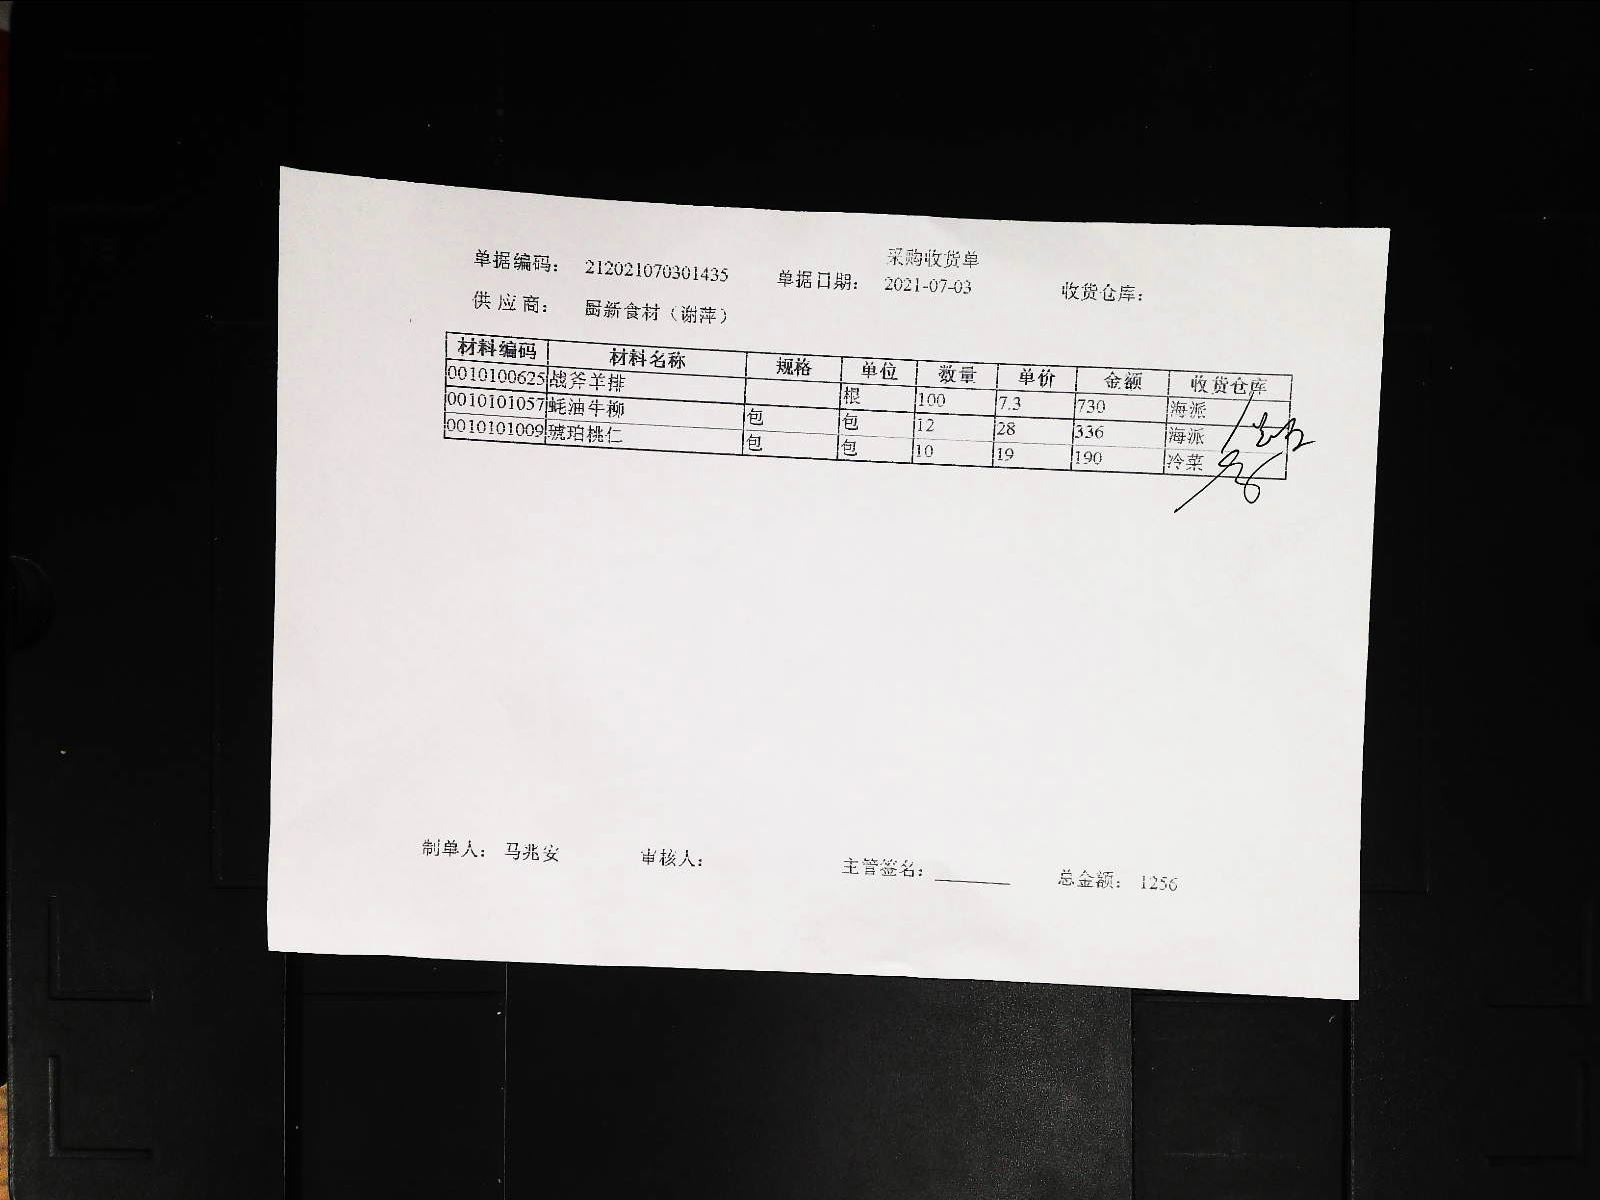 采购收货单
单据编码： 212021070301435 单据日期： 2021-07-03 收货仓库：
供 应 商： 厨新食材（谢萍）
材料编码 材料名称 规格 单位 数量 单价 金额 收货仓库
0010100625 战斧羊排 根 100 7.3 730 海派
0010101057 蚝油牛柳 包 包 12 28 336 海派
0010101009 琥珀桃仁 包 包 10 19 190 冷菜
制单人： 马兆安 审核人： 主管签名： 总金额： 1256